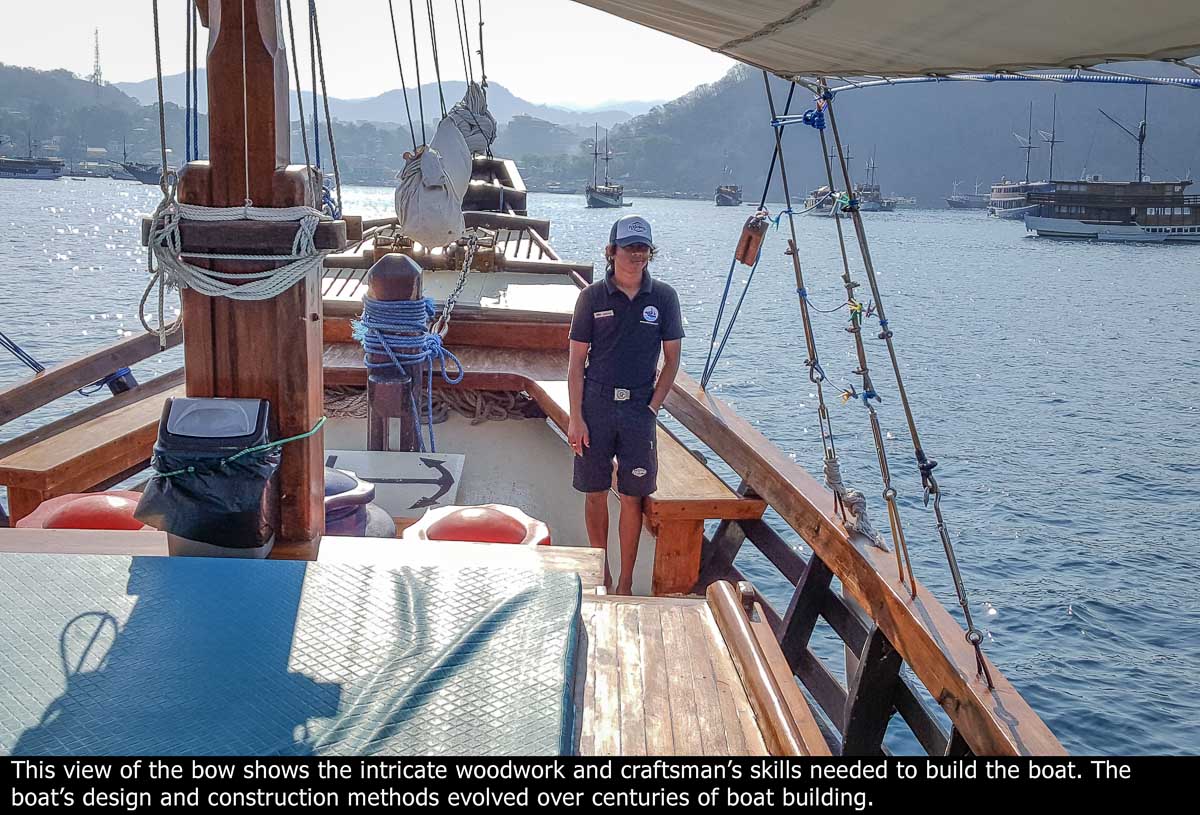 This view of the bow shows the intricate woodwork and craftsman's skills needed to build the boat. The
boat's design and construction methods evolved over centuries of boat building.